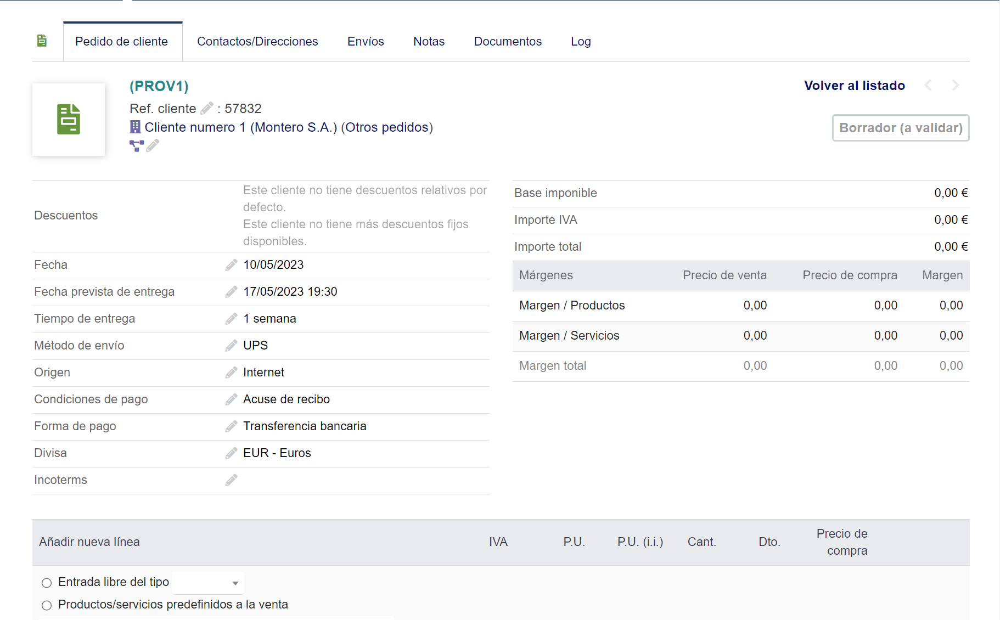 Pedido de cliente
Contactos/Direcciones
Envíos
Notas
Documentos
Log
(PROV1)
Volver al listado
Ref. cliente : 57832
Cliente numero 1 (Montero S.A.) (Otros pedidos)
Borrador (a validar)
Descuentos
Este cliente no tiene descuentos relativos por
defecto.
Este cliente no tiene más descuentos fijos
disponibles.
Fecha 10/05/2023
Fecha prevista de entrega 17/05/2023 19:30
Tiempo de entrega 1 semana
Método de envío UPS
Origen Internet
Condiciones de pago Acuse de recibo
Forma de pago Transferencia bancaria
Divisa EUR - Euros
Incoterms
Base imponible 0,00 €
Importe IVA 0,00 €
Importe total 0,00 €
Márgenes Precio de venta Precio de compra Margen
Margen / Productos 0,00 0,00 0,00
Margen / Servicios 0,00 0,00 0,00
Margen total 0,00 0,00 0,00
Añadir nueva línea IVA P.U. P.U. (i.i.) Cant. Dto. Precio de
compra
Entrada libre del tipo
Productos/servicios predefinidos a la venta